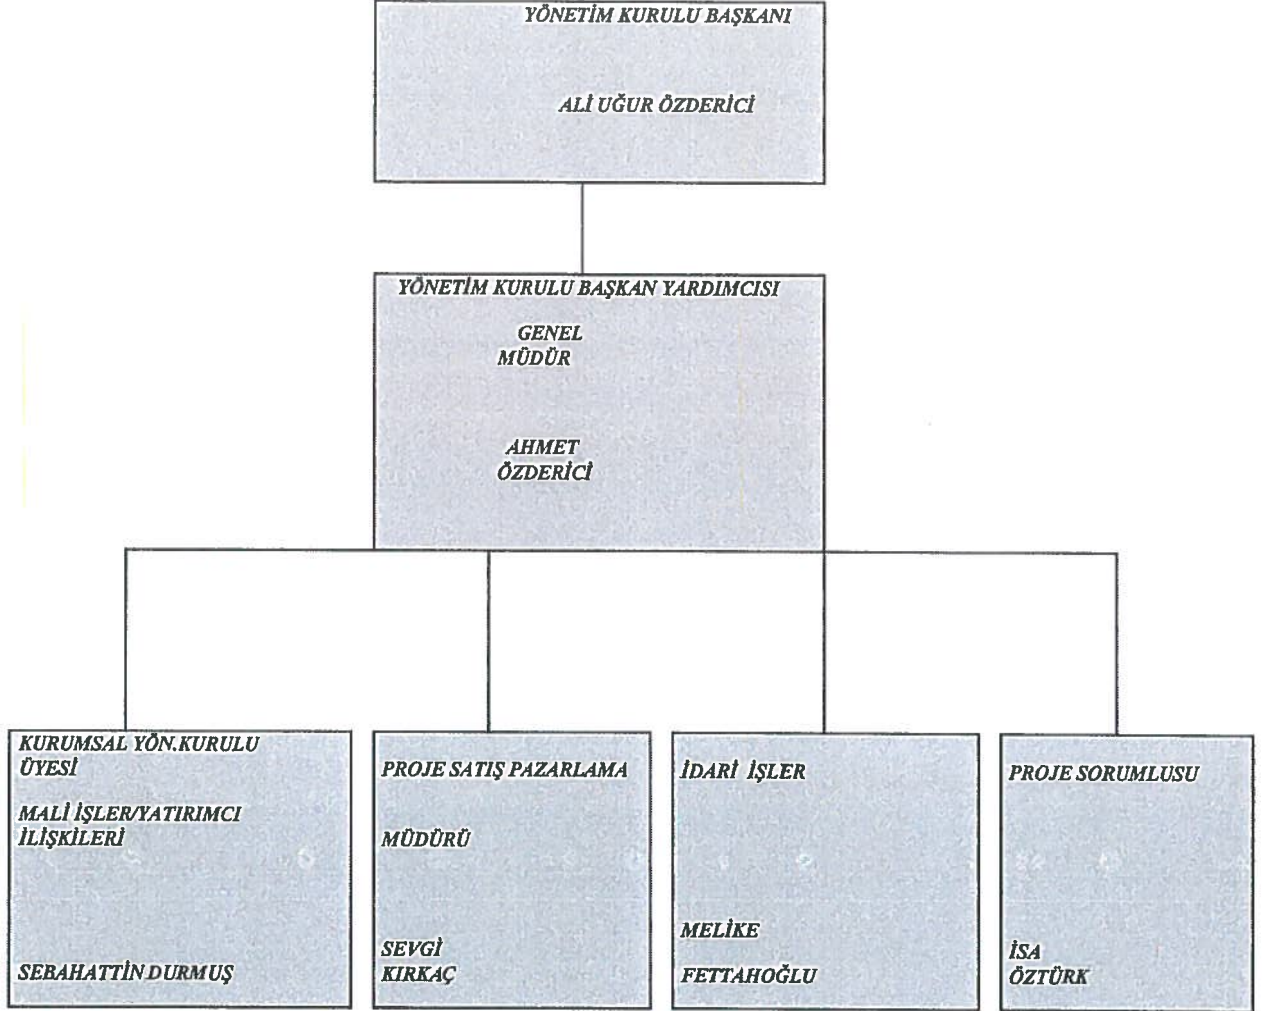 YÖNETİM KURULU BAŞKANI
ALİ UĞUR ÖZDERİCİ
YÖNETİM KURULU BAŞKAN YARDIMCISI
GENEL
MÜDÜR
AHMET
ÖZDERİCİ
KURUMSAL YÖN.KURULU
ÜYESİ
MALİ İŞLER/YATIRIMCI
İLİŞKİLERİ
SEBAHATTİN DURMUŞ
PROJE SATIŞ PAZARLAMA
MÜDÜRÜ
SEVGİ
KIRKAÇ
İDARİ İŞLER
MELİKE
FETTAHOĞLU
PROJE SORUMLUSU
İSA
ÖZTÜRK